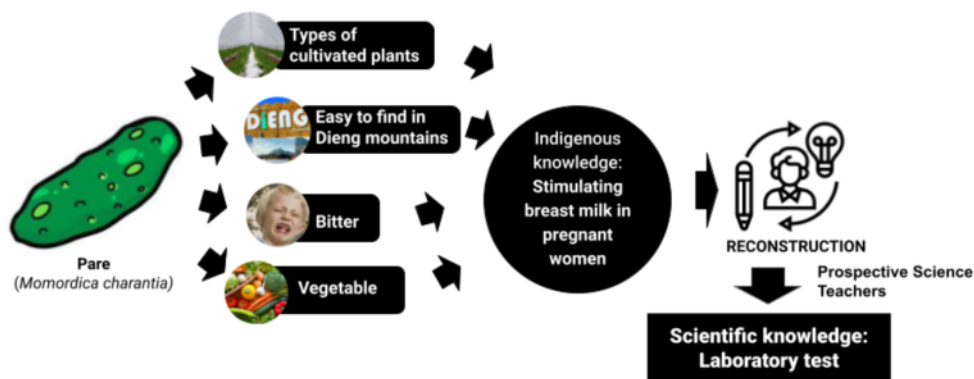 Types of
cultivated plants
DiENG
Easy to find in
Dieng mountains
Bitter
Vegetable
Pare
(Momordica charantia)
Indigenous
knowledge:
Stimulating
breast milk in
pregnant
women
RECONSTRUCTION
Prospective Science
Teachers
Scientific knowledge:
Laboratory test